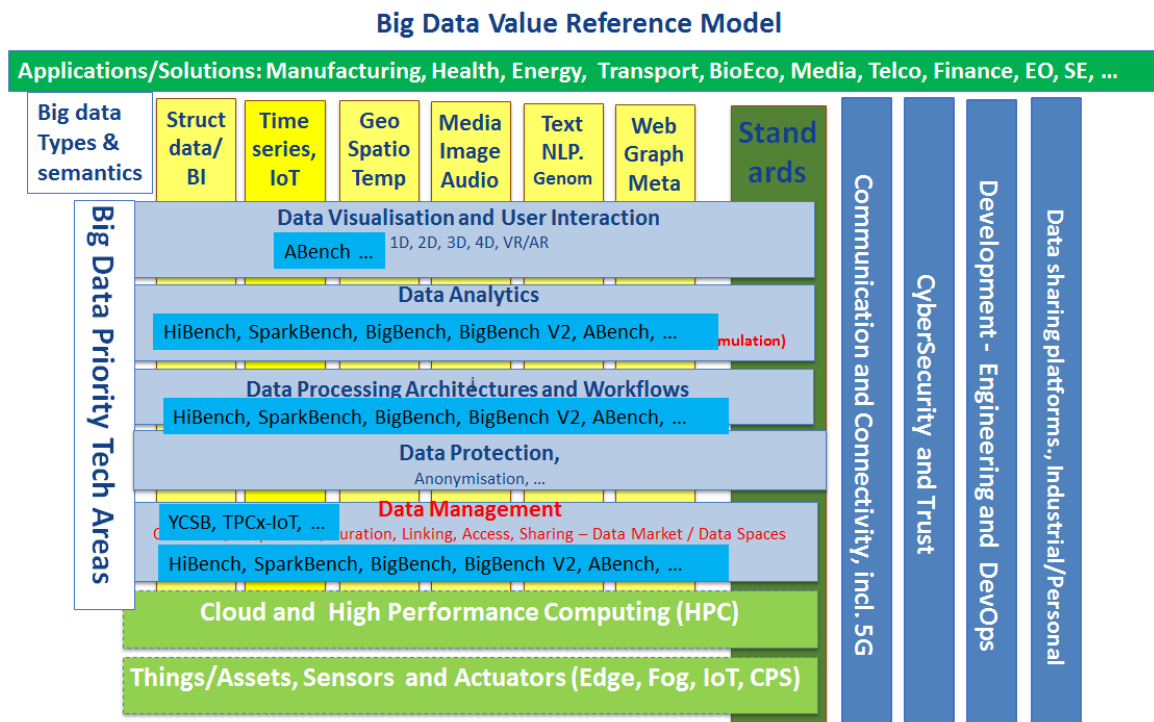 Big Data Value Reference Model
Applications/Solutions: Manufacturing, Health, Energy, Transport, BioEco, Media, Telco, Finance, EO, SE, ...
Big data
Types &
semantics
Struct
data/
BI
Time
series,
IoT
Geo
Spatio
Temp
Media
Image
Audio
Text
NLP.
Genom
Web
Graph
Meta
Stand
ards
Communication and Connectivity, incl. 5G
CyberSecurity and Trust
Development - Engineering and DevOps
Data sharing platforms., Industrial/Personal
Big Data Priority Tech Areas
Data Visualisation and User Interaction
1D, 2D, 3D, 4D, VR/AR
ABench ...
Data Analytics
HiBench, SparkBench, BigBench, BigBench V2, ABench, ...
Data Processing Architectures and Workflows
HiBench, SparkBench, BigBench, BigBench V2, ABench, ...
Data Protection,
Anonymisation, ...
Data Management
YCSB, TPCx-IoT, ...
Linking, Access, Sharing – Data Market / Data Spaces
HiBench, SparkBench, BigBench, BigBench V2, ABench, ...
Cloud and High Performance Computing (HPC)
Things/Assets, Sensors and Actuators (Edge, Fog, IoT, CPS)